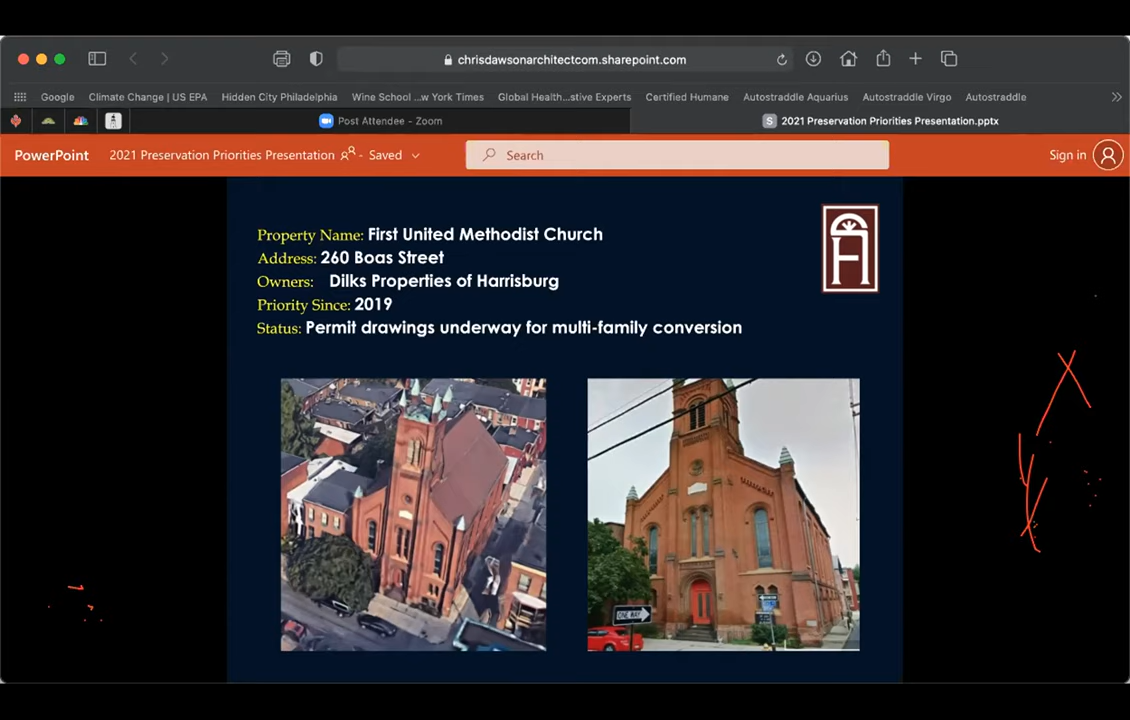 chrisdawsonarchitectcom.sharepoint.com
Google Climate Change | US EPA Hidden City Philadelphia Wine School ...w York Times Global Health...stive Experts Certified Humane Autostraddle Aquarius Autostraddle Virgo Autostraddle
Post Attendee - Zoom S 2021 Preservation Priorities Presentation.pptx
PowerPoint 2021 Preservation Priorities Presentation - Saved Search Sign in
Property Name: First United Methodist Church
Address: 260 Boas Street
Owners: Dilks Properties of Harrisburg
Priority Since: 2019
Status: Permit drawings underway for multi-family conversion
H
ONE WAY